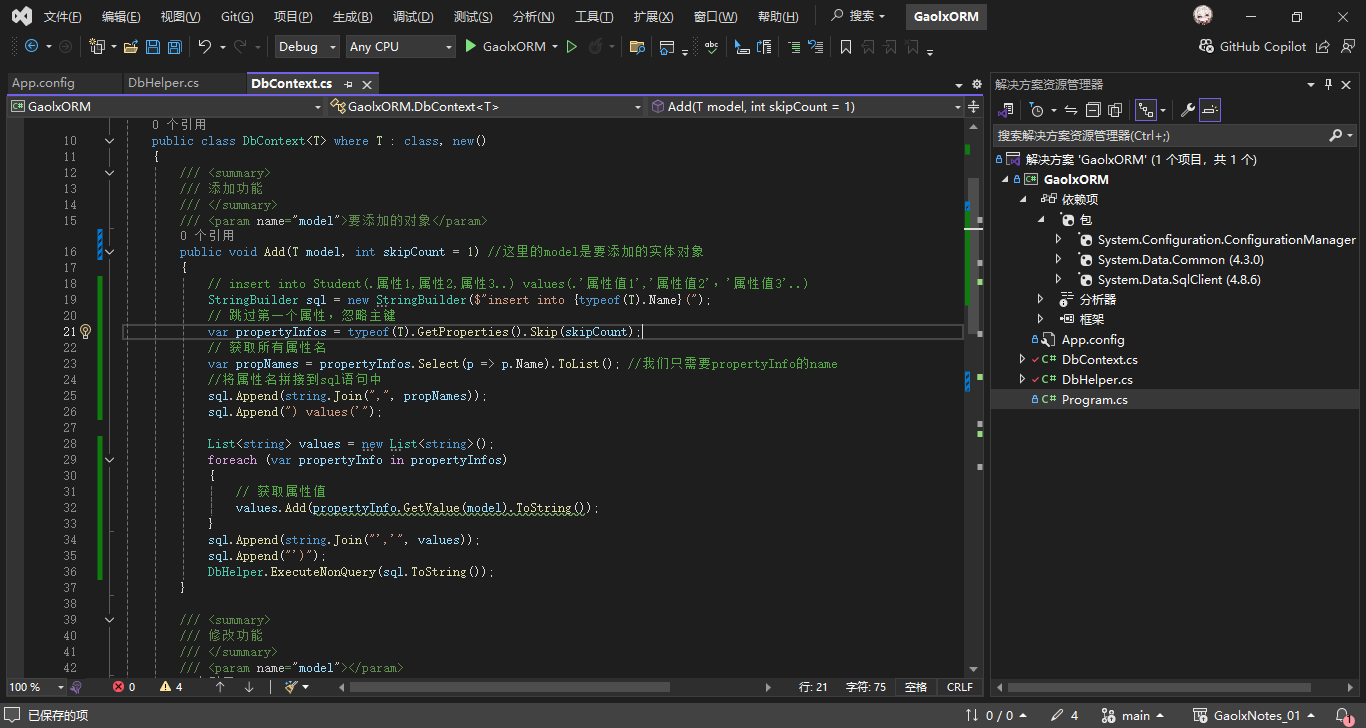 文件(F) 编辑(E) 视图(V) Git(G) 项目(P) 生成(B) 调试(D) 测试(S) 分析(N) 工具(T) 扩展(X) 窗口(W) 帮助(H) 搜索 GaolxORM
Debug Any CPU GaolxORM GitHub Copilot
App.config DbHelper.cs DbContext.cs
GaolxORM GaolxORM.DbContext<T> Add(T model, int skipCount = 1)
0 个引用
10 public class DbContext<T> where T : class, new()
11 {
12 /// <summary>
13 /// 添加功能
14 /// </summary>
15 /// <param name="model">要添加的对象</param>
0 个引用
16 public void Add(T model, int skipCount = 1) //这里的model是要添加的实体对象
17 {
18 // insert into Student(.属性1,属性2,属性3..) values(.'属性值1','属性值2'，'属性值3'..)
19 StringBuilder sql = new StringBuilder($"insert into {typeof(T).Name}(");
20 // 跳过第一个属性，忽略主键
21 var propertyInfos = typeof(T).GetProperties().Skip(skipCount);
22 // 获取所有属性名
23 var propNames = propertyInfos.Select(p => p.Name).ToList(); //我们只需要propertyInfo的name
24 //将属性名拼接到sql语句中
25 sql.Append(string.Join(",", propNames));
26 sql.Append(") values('");
27
28 List<string> values = new List<string>();
29 foreach (var propertyInfo in propertyInfos)
30 {
31 // 获取属性值
32 values.Add(propertyInfo.GetValue(model).ToString());
33 }
34 sql.Append(string.Join("','", values));
35 sql.Append("')");
36 DbHelper.ExecuteNonQuery(sql.ToString());
37 }
38
39 /// <summary>
40 /// 修改功能
41 /// </summary>
42 /// <param name="model"></param>
100 % 0 4 行: 21 字符: 75 空格 CRLF
解决方案资源管理器
搜索解决方案资源管理器(Ctrl+;)
解决方案 'GaolxORM' (1 个项目，共 1 个)
GaolxORM
依赖项
包
System.Configuration.ConfigurationManager
System.Data.Common (4.3.0)
System.Data.SqlClient (4.8.6)
分析器
框架
App.config
C# DbContext.cs
C# DbHelper.cs
C# Program.cs
已保存的项 0 / 0 4 main GaolxNotes_01 1